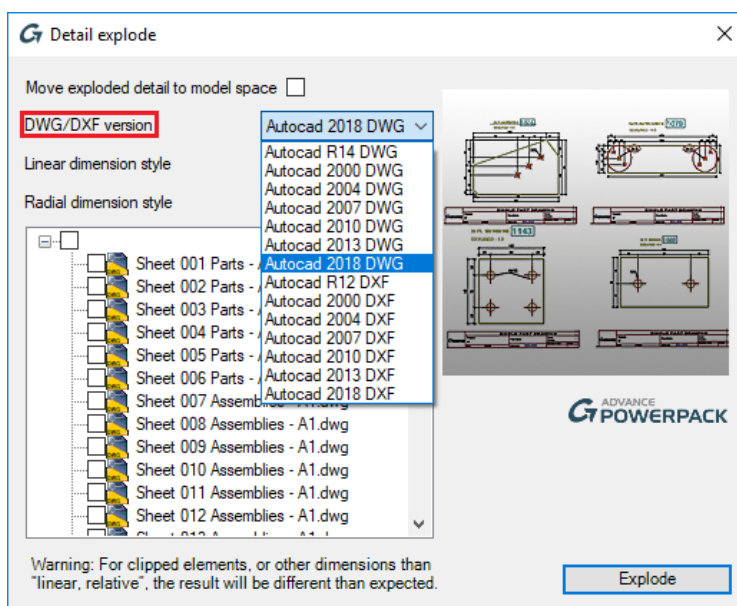 Detail explode
Move exploded detail to model space
DWG/DXF version
Autocad 2018 DWG
Linear dimension style
Radial dimension style
Autocad R14 DWG
Autocad 2000 DWG
Autocad 2004 DWG
Autocad 2007 DWG
Autocad 2010 DWG
Autocad 2013 DWG
Autocad 2018 DWG
Autocad R12 DXF
Autocad 2000 DXF
Autocad 2004 DXF
Autocad 2007 DXF
Autocad 2010 DXF
Autocad 2013 DXF
Autocad 2018 DXF
Sheet 001 Parts -
Sheet 002 Parts -
Sheet 003 Parts -
Sheet 004 Parts -
Sheet 005 Parts -
Sheet 006 Parts -
Sheet 007 Assemblies - A1.dwg
Sheet 008 Assemblies - A1.dwg
Sheet 009 Assemblies - A1.dwg
Sheet 010 Assemblies - A1.dwg
Sheet 011 Assemblies - A1.dwg
Sheet 012 Assemblies - A1.dwg
1143
ADVANCE
POWERPACK
Warning: For clipped elements, or other dimensions than
"linear, relative", the result will be different than expected.
Explode